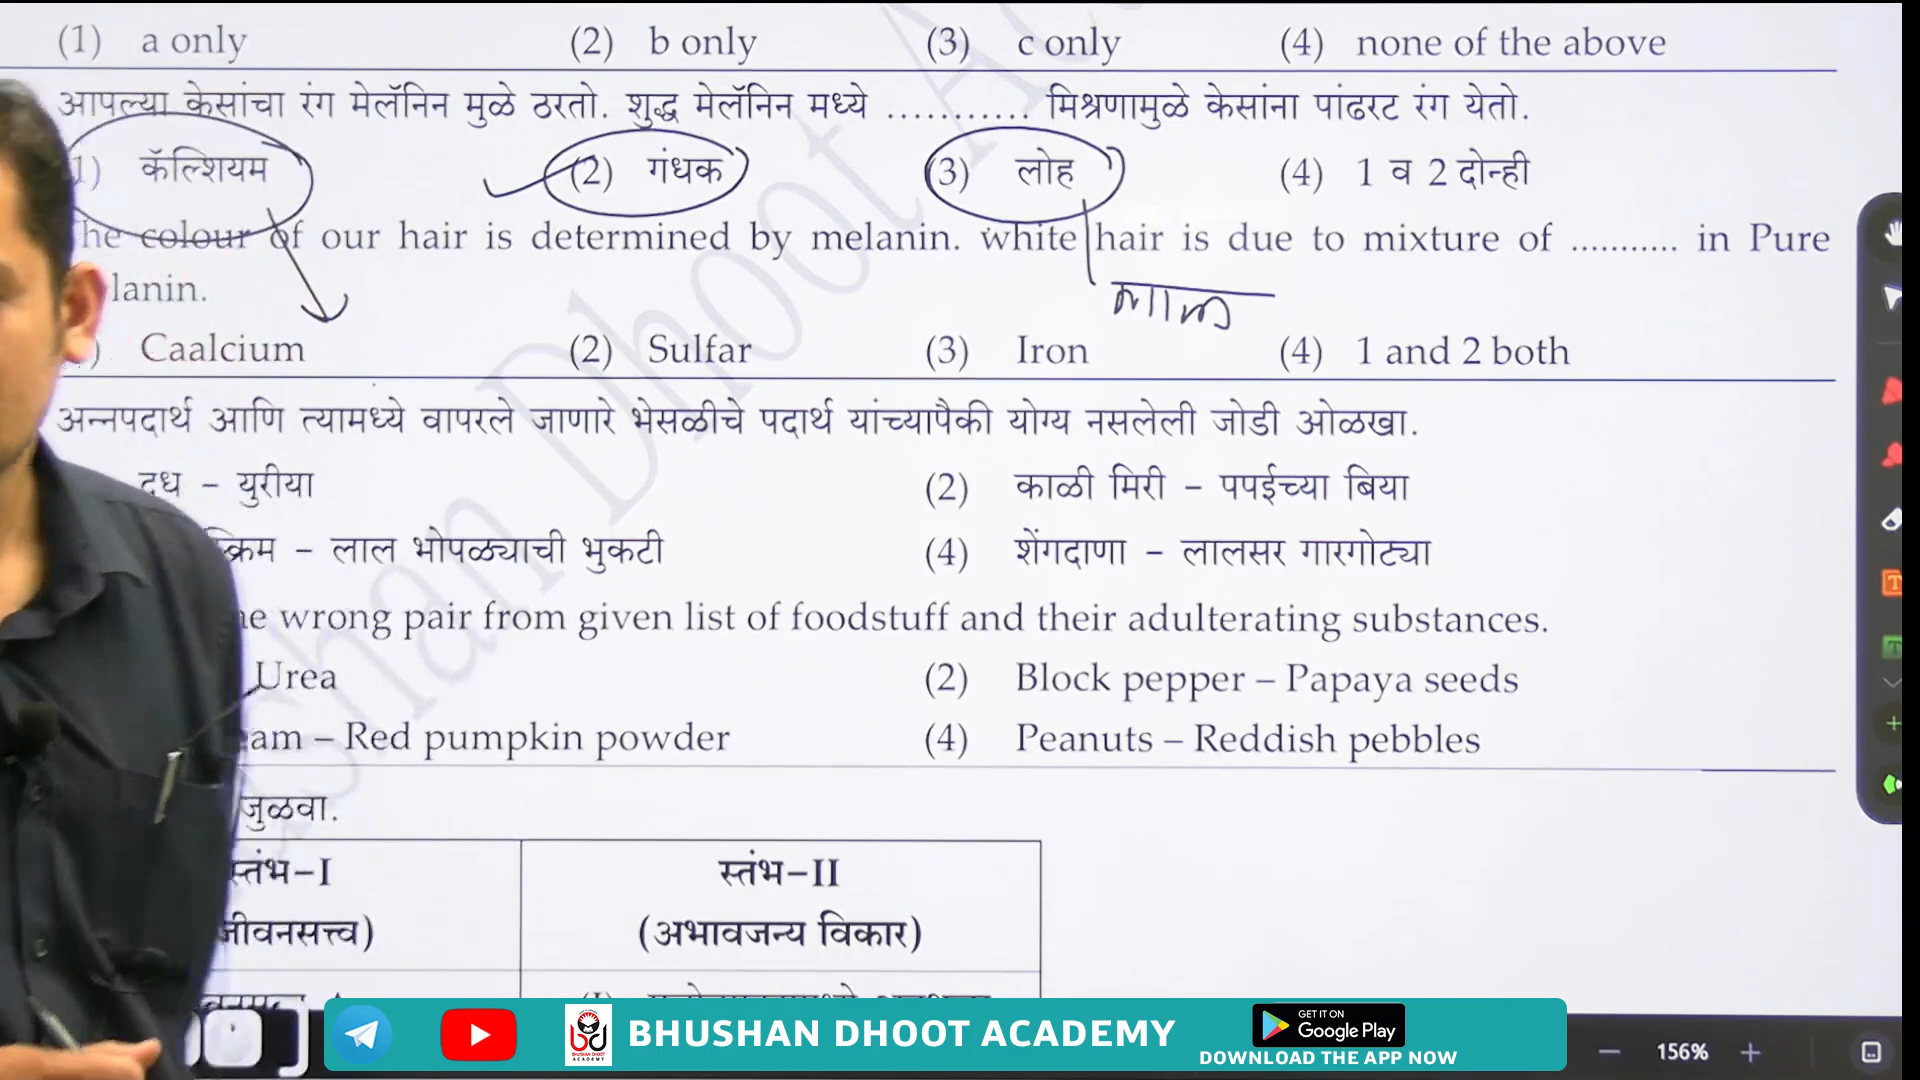 (1) a only (2) b only (3) c only (4) none of the above
आपल्या केसांचा रंग मेलॅनिन मुळे ठरतो. शुद्ध मेलॅनिन मध्ये ........... मिश्रणामुळे केसांना पांढरट रंग येतो.
1) कॅल्शियम (2) गंधक (3) लोह (4) 1 व 2 दोन्ही
he colour of our hair is determined by melanin. white hair is due to mixture of ........... in Pure
lanin.
) Caalcium (2) Sulfar (3) Iron (4) 1 and 2 both
अन्नपदार्थ आणि त्यामध्ये वापरले जाणारे भेसळीचे पदार्थ यांच्यापैकी योग्य नसलेली जोडी ओळखा.
दुध – युरीया (2) काळी मिरी – पपईच्या बिया
क्रिम – लाल भोपळ्याची भुकटी (4) शेंगदाणा – लालसर गारगोट्या
he wrong pair from given list of foodstuff and their adulterating substances.
Urea (2) Block pepper – Papaya seeds
eam – Red pumpkin powder (4) Peanuts – Reddish pebbles
जुळवा.
स्तंभ–I स्तंभ–II
जीवनसत्त्व) (अभावजन्य विकार)
BHUSHAN DHOOT ACADEMY
BHUSHAN DHOOT ACADEMY
GET IT ON Google Play
DOWNLOAD THE APP NOW
156%